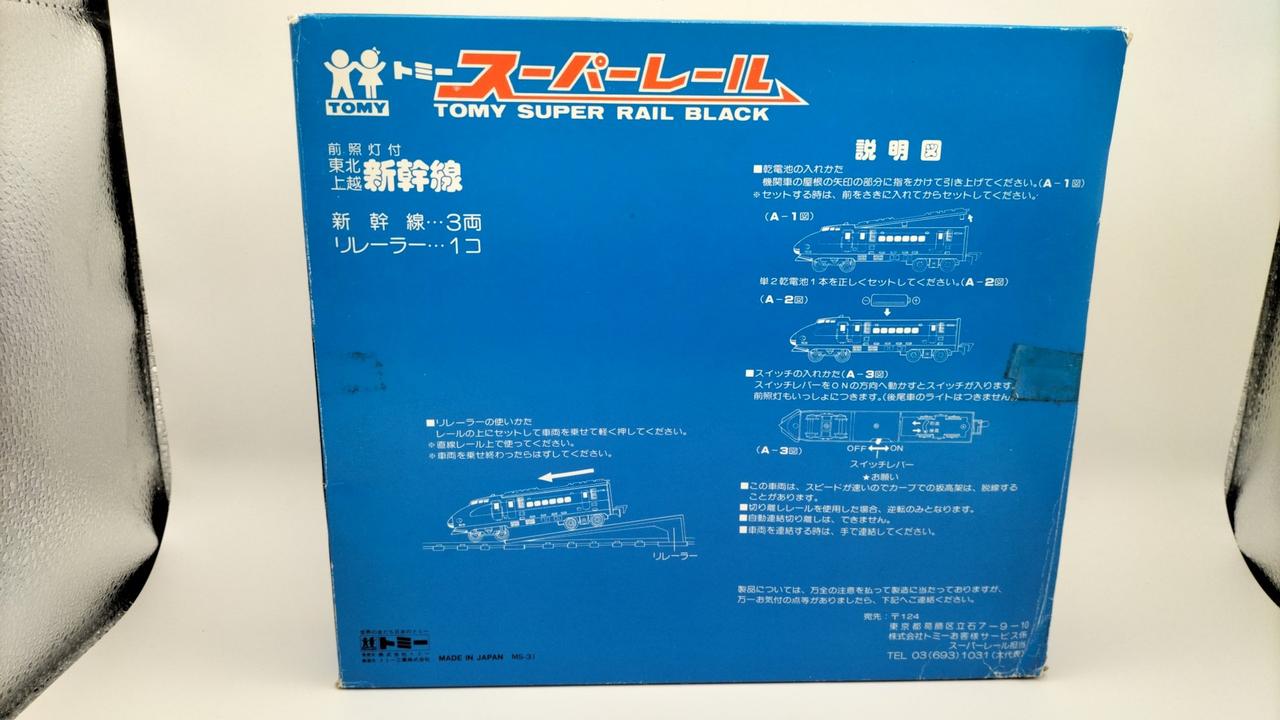 TOMY
トミー スーパーレール
TOMY SUPER RAIL BLACK
前照灯付
東北
上越
新幹線
新幹線…3両
リレーラー…1コ
■リレーラーの使いかた
レールの上にセットして車両を乗せて軽く押してください。
※直線レール上で使ってください。
※車両を乗せ終わったらはずしてください。
リレーラー
説明図
■乾電池の入れかた
機関車の屋根の矢印の部分に指をかけて引き上げてください。(A-1図)
※セットする時は、前をさきに入れてからセットしてください。
(A-1図)
単2乾電池1本を正しくセットしてください。(A-2図)
(A-2図)
⊖ ⊕
■スイッチの入れかた(A-3図)
スイッチレバーをONの方向へ動かすとスイッチが入ります。
前照灯もいっしょにつきます。(後尾車のライトはつきません。)
(A-3図)
OFF ON
スイッチレバー
★お願い
■この車両は、スピードが速いのでカーブでの坂高架は、脱線する
ことがあります。
■切り離しレールを使用した場合、逆転のみとなります。
■自動連結切り離しは、できません。
■車両を連結する時は、手で連結してください。
製品については、万全の注意を払って製造に当たっておりますが、
万一お気付の点等がありましたら、下記へご連絡ください。
宛先:〒124
東京都葛飾区立石7-9-10
株式会社トミーお客様サービス係
スーパーレール担当
TEL 03(693)1031(大代表)
トミー
MADE IN JAPAN MS-31